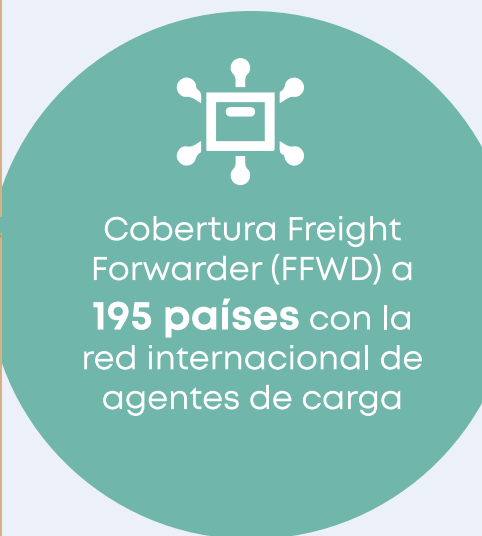 Cobertura Freight
Forwarder (FFWD) a
195 países con la
red internacional de
agentes de carga